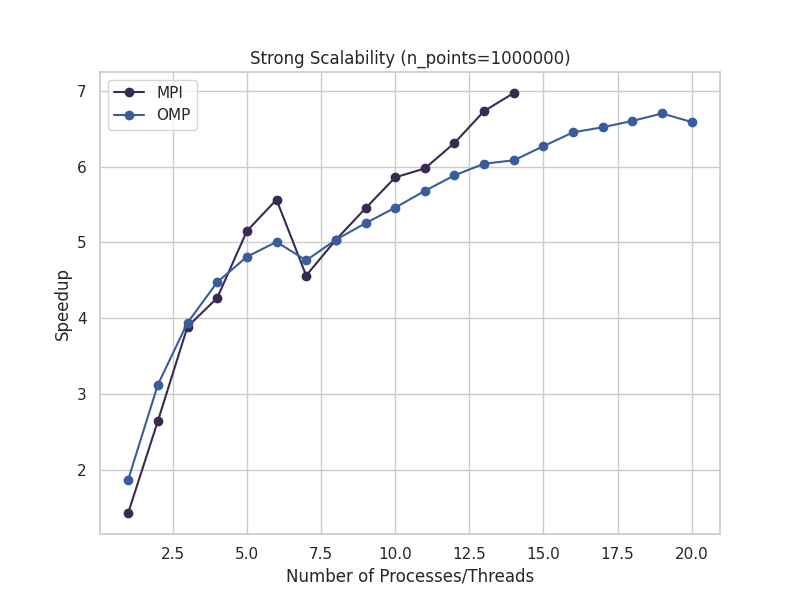 Strong Scalability (n_points=1000000)
MPI
OMP
7
6
5
4
3
2
Speedup
2.5 5.0 7.5 10.0 12.5 15.0 17.5 20.0
Number of Processes/Threads